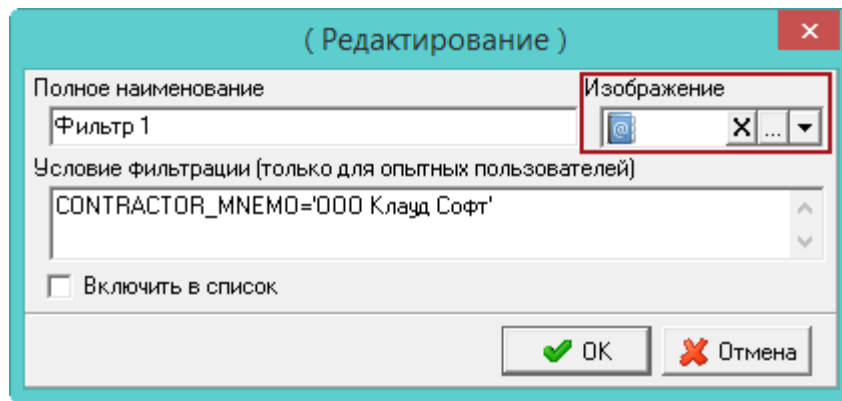 ( Редактирование )
Полное наименование
Изображение
Фильтр 1
Условие фильтрации (только для опытных пользователей)
CONTRACTOR_MNEMO='ООО Клауд Софт'
Включить в список
OK
Отмена